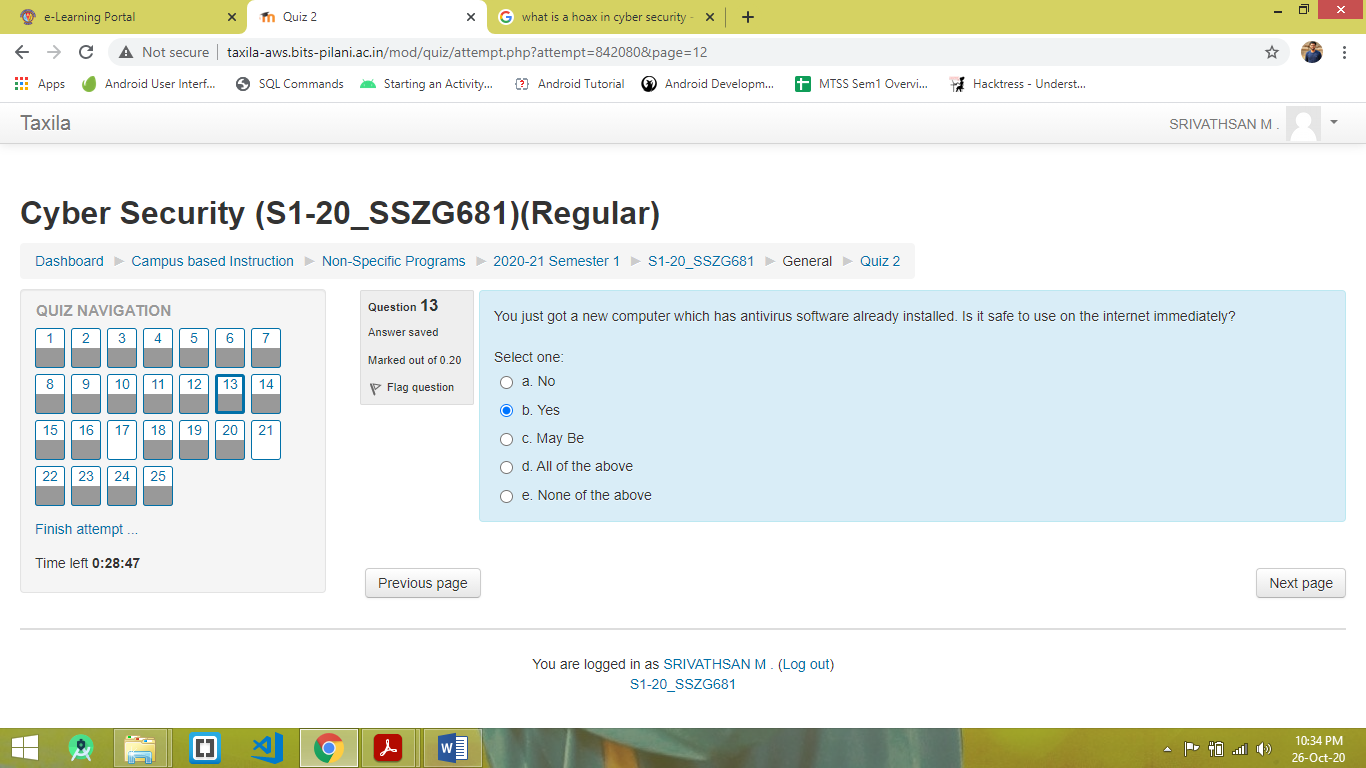 e-Learning Portal
Quiz 2
what is a hoax in cyber security -
Not secure
taxila-aws.bits-pilani.ac.in/mod/quiz/attempt.php?attempt=842080&page=12
Apps
Android User Interf...
SQL Commands
Starting an Activity...
Android Tutorial
Android Developm...
MTSS Sem1 Overvi...
Hacktress - Underst...
Taxila
SRIVATHSAN M .
Cyber Security (S1-20_SSZG681)(Regular)
Dashboard ► Campus based Instruction ► Non-Specific Programs ► 2020-21 Semester 1 ► S1-20_SSZG681 ► General ► Quiz 2
QUIZ NAVIGATION
1 2 3 4 5 6 7
8 9 10 11 12 13 14
15 16 17 18 19 20 21
22 23 24 25
Finish attempt ...
Time left 0:28:47
Question 13
Answer saved
Marked out of 0.20
Flag question
You just got a new computer which has antivirus software already installed. Is it safe to use on the internet immediately?
Select one:
a. No
b. Yes
c. May Be
d. All of the above
e. None of the above
Previous page
Next page
You are logged in as SRIVATHSAN M . (Log out)
S1-20_SSZG681
10:34 PM
26-Oct-20